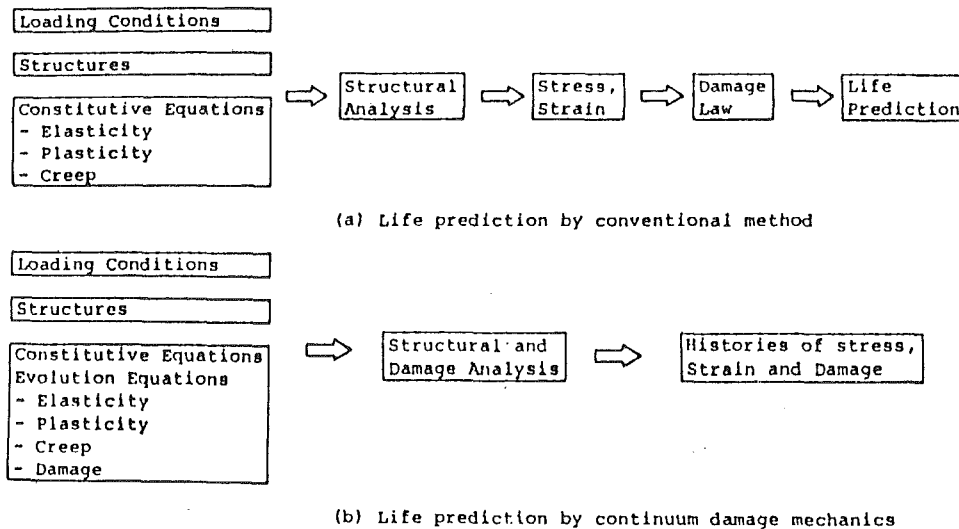 Loading Conditions
Structures
Constitutive Equations
- Elasticity
- Plasticity
- Creep
Structural
Analysis
Stress,
Strain
Damage
Law
Life
Prediction
(a) Life prediction by conventional method
Loading Conditions
Structures
Constitutive Equations
Evolution Equations
- Elasticity
- Plasticity
- Creep
- Damage
Structural and
Damage Analysis
Histories of stress,
Strain and Damage
(b) Life prediction by continuum damage mechanics